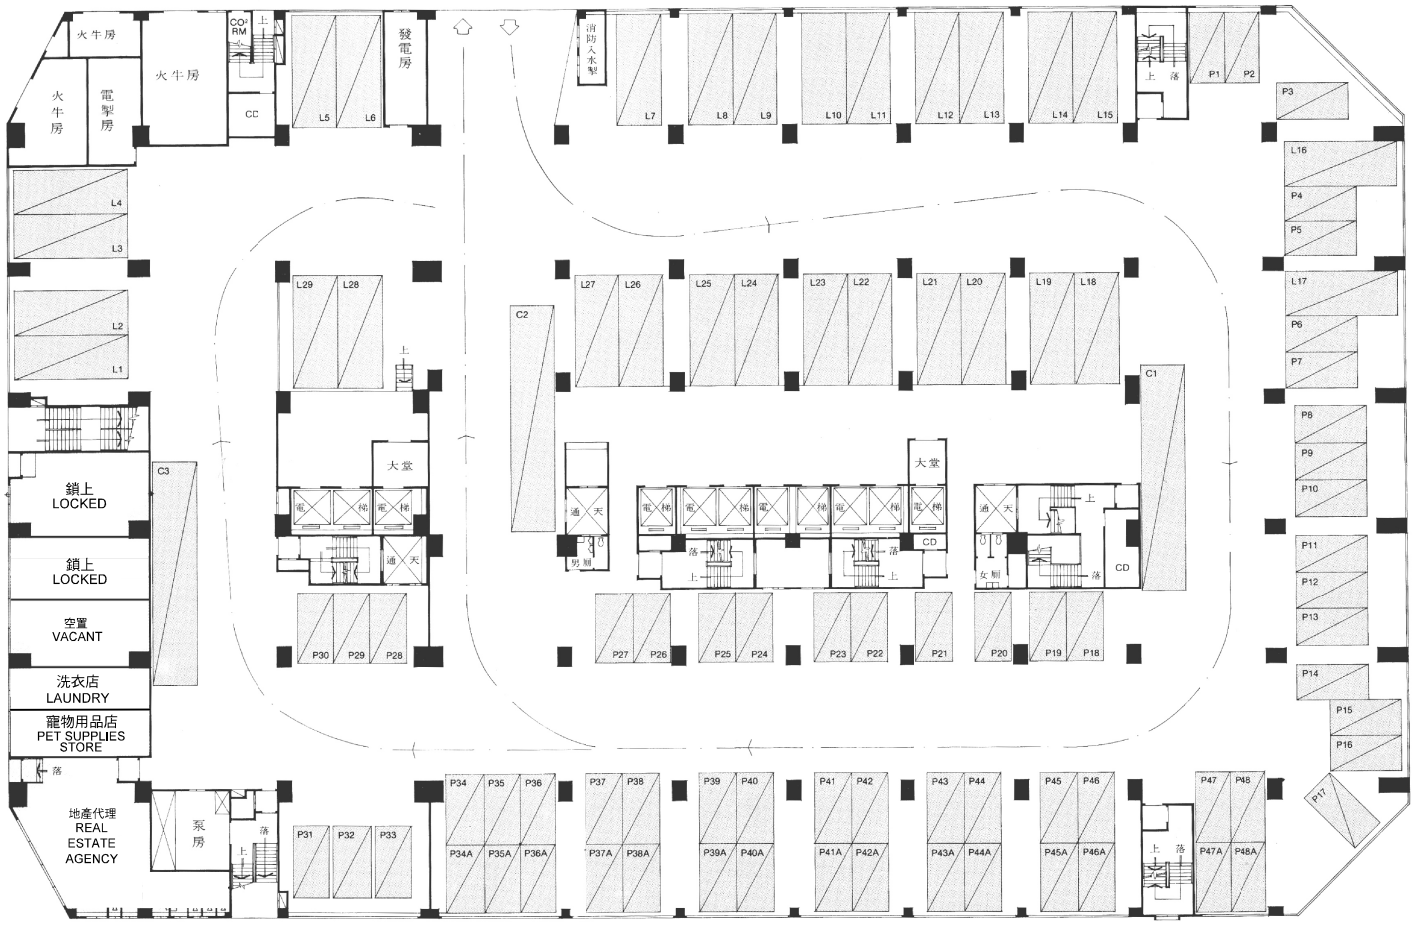 火牛房
火牛房
火
牛
房
電
掣
房
CO²
RM
上
CD
L5
L6
發
電
房
消
防
入
水
掣
L7
L8
L9
L10
L11
L12
L13
L14
L15
上 落
P1
P2
P3
L4
L3
L16
P4
P5
L2
L1
L29
L28
上
C2
L27
L26
L25
L24
L23
L22
L21
L20
L19
L18
L17
P6
P7
C1
P8
P9
P10
C3
大堂
大堂
鎖上
LOCKED
電 梯
電 梯
通 天
電 梯
電 梯
電 梯
電 梯
電 梯
通 天
上
鎖上
LOCKED
通 天
男廁
落
上
落
上
CD
女廁
落
CD
P11
P12
P13
空置
VACANT
P30
P29
P28
P27
P26
P25
P24
P23
P22
P21
P20
P19
P18
洗衣店
LAUNDRY
P14
寵物用品店
PET SUPPLIES
STORE
P15
P16
落
P17
地產代理
REAL
ESTATE
AGENCY
泵
房
上
落
P31
P32
P33
P34
P35
P36
P37
P38
P39
P40
P41
P42
P43
P44
P45
P46
P47
P48
P34A
P35A
P36A
P37A
P38A
P39A
P40A
P41A
P42A
P43A
P44A
P45A
P46A
上 落
P47A
P48A